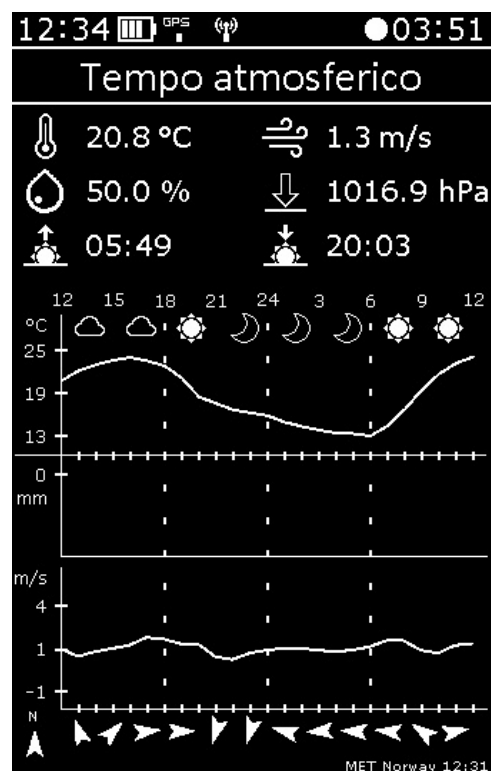 12:34 GPS 03:51
Tempo atmosferico
20.8 °C 1.3 m/s
50.0 % 1016.9 hPa
05:49 20:03
12 15 18 21 24 3 6 9 12
°C
25
19
13
0
mm
m/s
4
1
-1
N
MET Norway 12:31